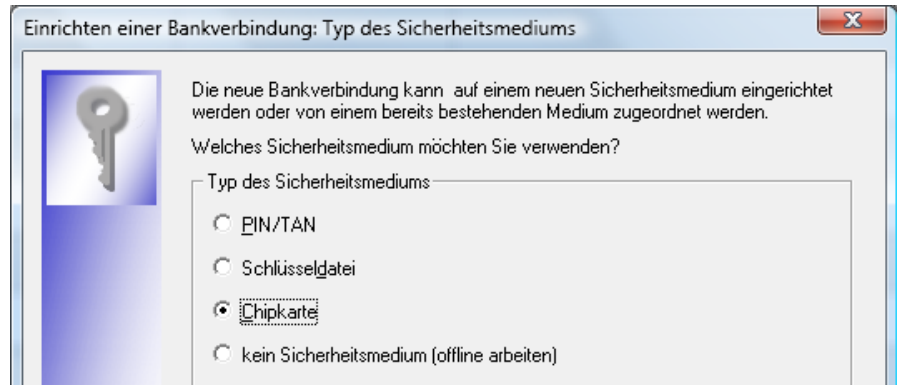 Einrichten einer Bankverbindung: Typ des Sicherheitsmediums
Die neue Bankverbindung kann auf einem neuen Sicherheitsmedium eingerichtet
werden oder von einem bereits bestehenden Medium zugeordnet werden.
Welches Sicherheitsmedium möchten Sie verwenden?
Typ des Sicherheitsmediums
PIN/TAN
Schlüsseldatei
Chipkarte
kein Sicherheitsmedium (offline arbeiten)